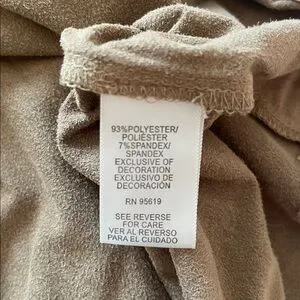 93%POLYESTER/
POLIÉSTER
7%SPANDEX/
SPANDEX
EXCLUSIVE OF
DECORATION
EXCLUSIVO DE
DECORACIÓN
RN 95619
SEE REVERSE
FOR CARE
VER AL REVERSO
PARA EL CUIDADO